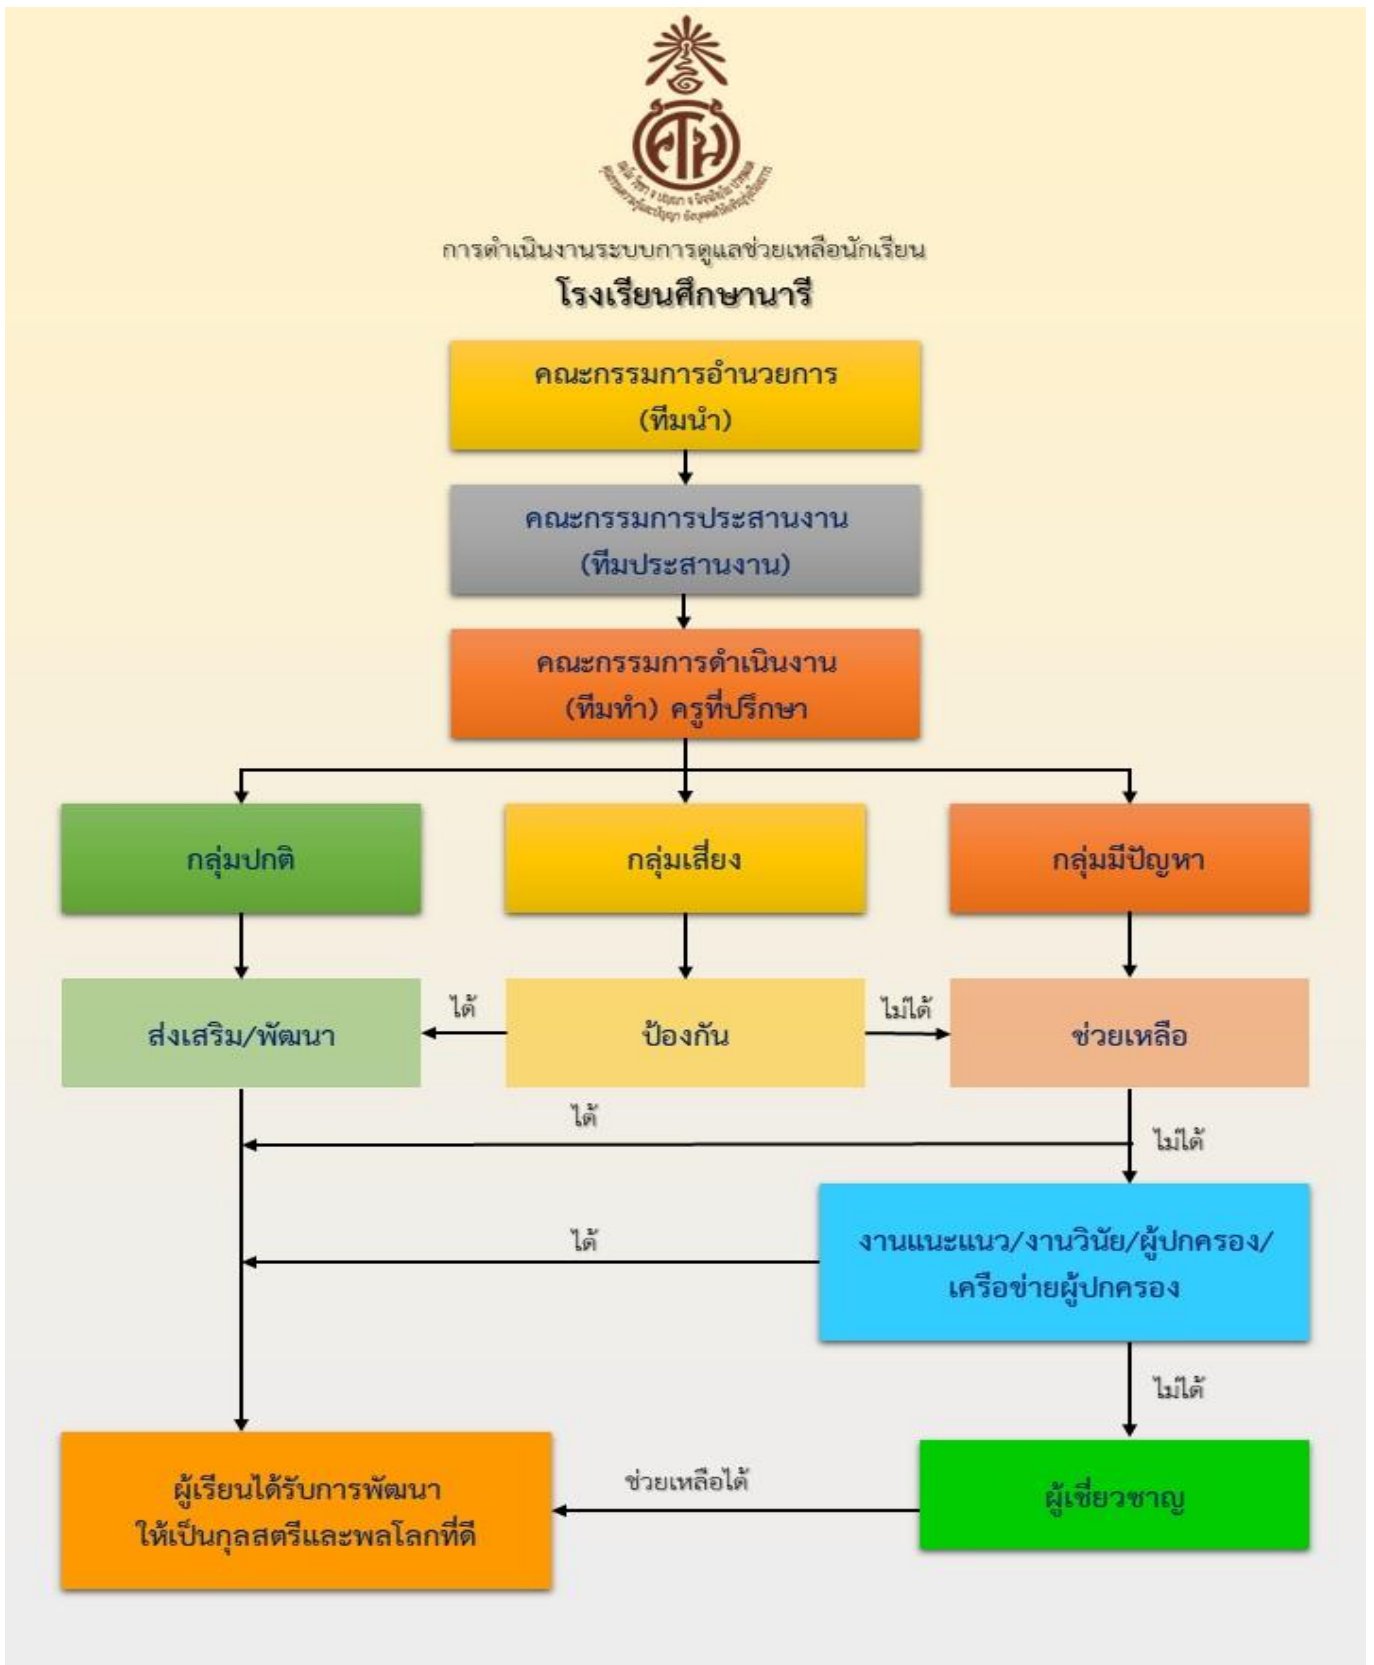 การดำเนินงานระบบการดูแลช่วยเหลือนักเรียน
โรงเรียนศึกษานารี
คณะกรรมการอำนวยการ
(ทีมนำ)
คณะกรรมการประสานงาน
(ทีมประสานงาน)
คณะกรรมการดำเนินงาน
(ทีมทำ) ครูที่ปรึกษา
กลุ่มปกติ
กลุ่มเสี่ยง
กลุ่มมีปัญหา
ส่งเสริม/พัฒนา
ได้
ป้องกัน
ไม่ได้
ช่วยเหลือ
ได้
ไม่ได้
ได้
งานแนะแนว/งานวินัย/ผู้ปกครอง/
เครือข่ายผู้ปกครอง
ไม่ได้
ผู้เรียนได้รับการพัฒนา
ให้เป็นกุลสตรีและพลโลกที่ดี
ช่วยเหลือได้
ผู้เชี่ยวชาญ